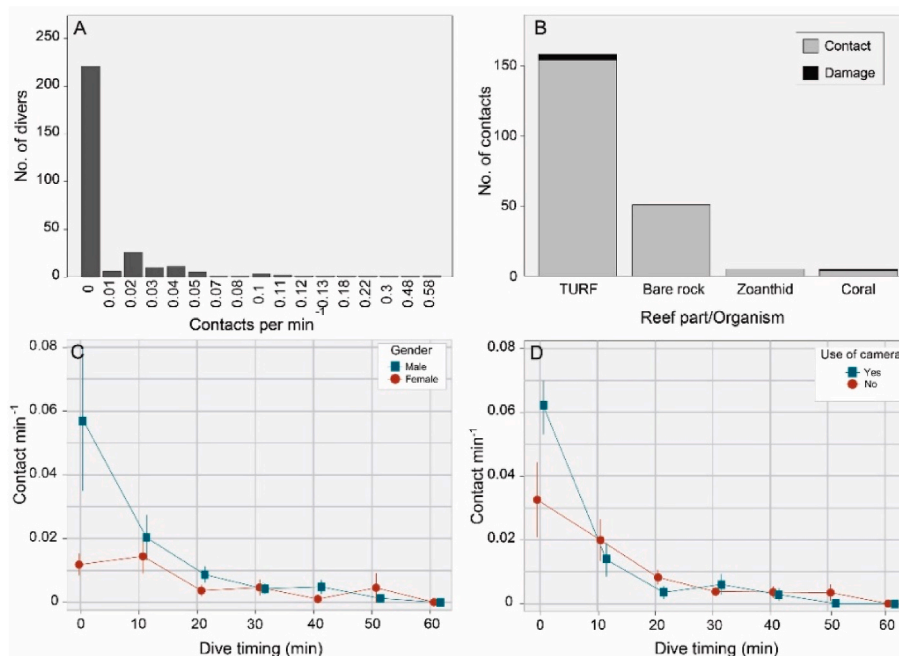 A
250
200
150
100
50
0
No. of divers
0 0.01 0.02 0.03 0.04 0.05 0.07 0.08 0.1 0.11 0.12 0.13 0.18 0.22 0.3 0.48 0.58
Contacts per min⁻¹
B
Contact
Damage
150
100
50
0
No. of contacts
TURF Bare rock Zoanthid Coral
Reef part/Organism
C
Gender
Male
Female
0.08
0.06
0.04
0.02
0
Contact min⁻¹
0 10 20 30 40 50 60
Dive timing (min)
D
Use of camera
Yes
No
0.08
0.06
0.04
0.02
0
Contact min⁻¹
0 10 20 30 40 50 60
Dive timing (min)